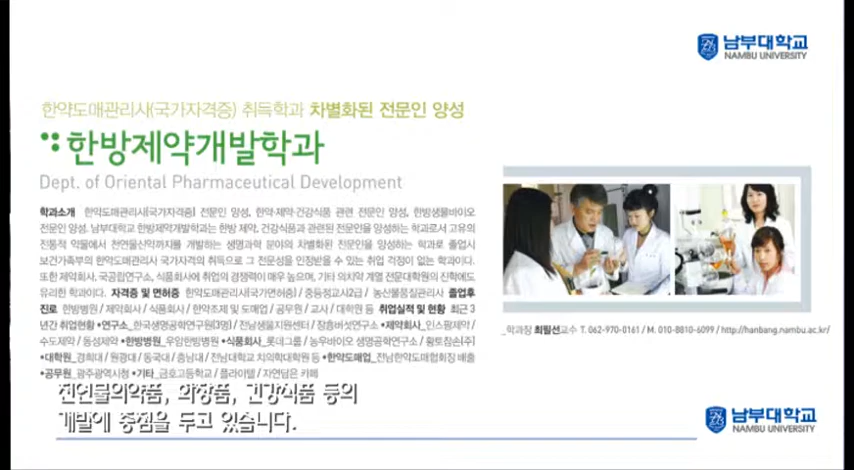 남부대학교
NAMBU UNIVERSITY
한약도매관리사(국가자격증) 취득학과 차별화된 전문인 양성
한방제약개발학과
Dept. of Oriental Pharmaceutical Development
학과소개 한약도매관리사[국가자격증] 전문인 양성, 한약·제약·건강식품 관련 전문인 양성, 한방생물바이오
전문인 양성. 남부대학교 한방제약개발학과는 한방 제약, 건강식품과 관련된 전문인을 양성하는 학과로서 고유의
전통적 약물에서 천연물신약까지를 개발하는 생명과학 분야의 차별화된 전문인을 양성하는 학과로 졸업시
보건가족부의 한약도매관리사 국가자격의 취득으로 그 전문성을 인정받을 수 있는 취업 걱정이 없는 학과이다.
또한 제약회사, 국공립연구소, 식품회사에 취업의 경쟁력이 매우 높으며, 기타 의치약 계열 전문대학원의 진학에도
유리한 학과이다. 자격증 및 면허증 한약도매관리사[국가면허증] / 중등정교사2급 / 농산물품질관리사 졸업후
진로 한방병원 / 제약회사 / 식품회사 / 한약조제 및 도매업 / 공무원 / 교사 / 대학원 등 취업실적 및 현황 최근 3
년간 취업현황 •연구소_한국생명공학연구원[3명] / 전남생물지원센터 / 장흥버섯연구소 •제약회사_인스팜제약 /
수도제약 / 동성제약 •한방병원_우암한방병원 •식품회사_롯데그룹 / 농우바이오 생명공학연구소 / 황토참손[주]
•대학원_경희대 / 원광대 / 동국대 / 충남대 / 전남대학교 치의학대학원 등 •한약도매업_전남한약도매협회장 배출
•공무원_광주광역시청 •기타_금호고등학교 / 플라이텔 / 자연담은 카페
_학과장 최필선교수 T. 062-970-0161 / M. 010-8810-6099 / http://hanbang.nambu.ac.kr/
천연물의약품, 화장품, 건강식품 등의
개발에 중점을 두고 있습니다.
남부대학교
NAMBU UNIVERSITY